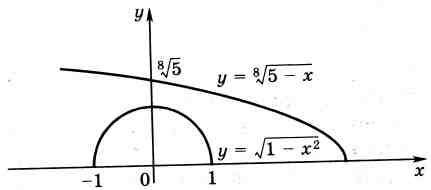 y
⁸√5
y = ⁸√(5 − x)
y = √(1 − x²)
-1
0
1
x